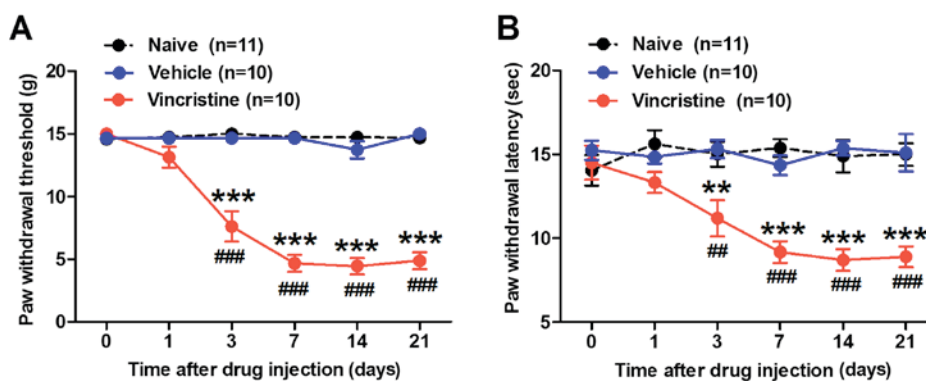 A
Naive (n=11)
Vehicle (n=10)
Vincristine (n=10)
Paw withdrawal threshold (g)
20
15
10
5
0
***
***
***
***
###
###
###
###
0 1 3 7 14 21
Time after drug injection (days)
B
Naive (n=11)
Vehicle (n=10)
Vincristine (n=10)
Paw withdrawal latency (sec)
20
15
10
5
**
***
***
***
##
###
###
###
0 1 3 7 14 21
Time after drug injection (days)